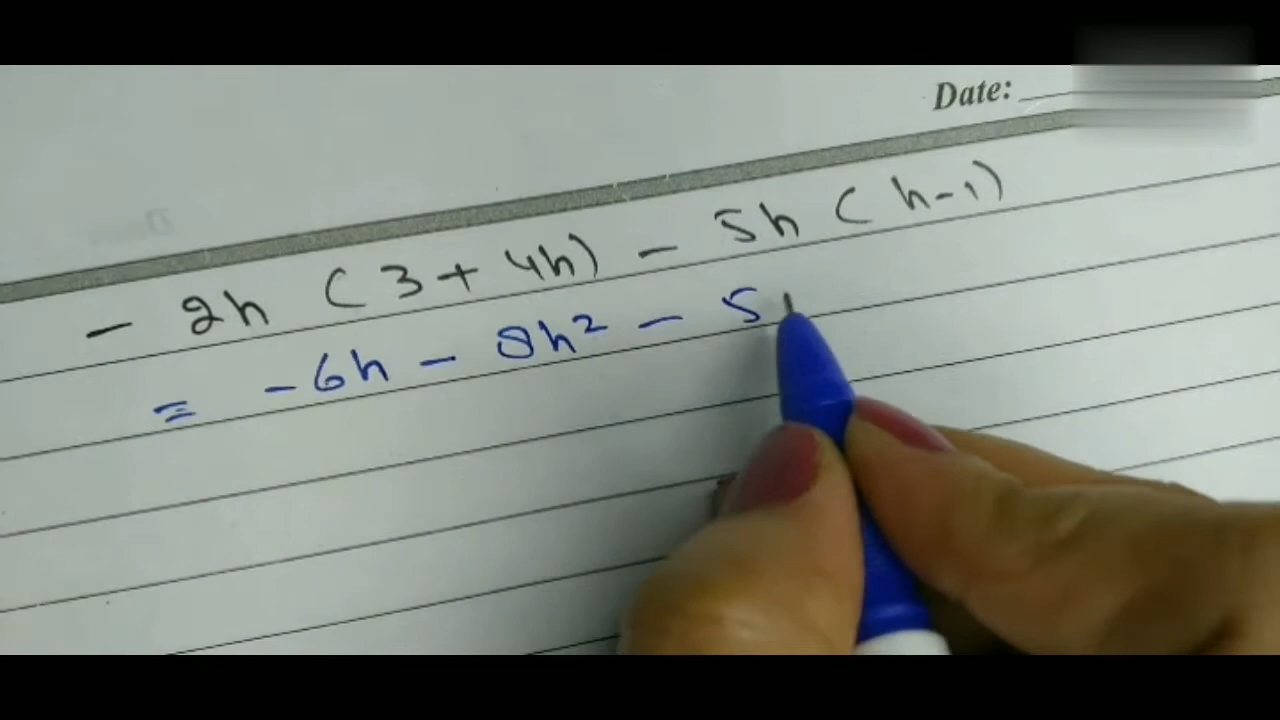 Date:
- 2h (3 + 4h) - 5h (h-1)
= -6h - 8h² - 5